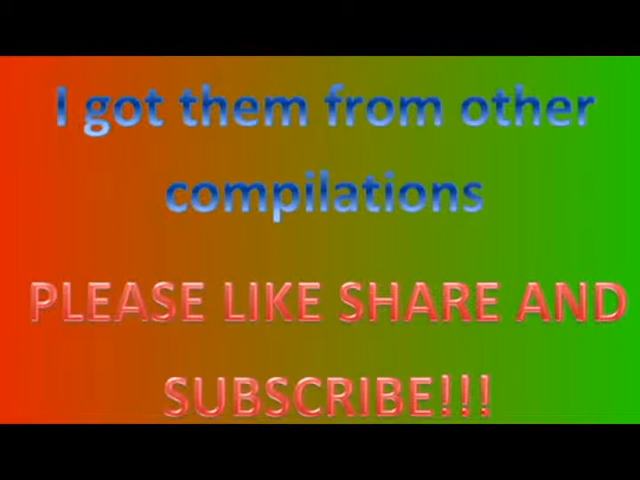 I got them from other
compilations
PLEASE LIKE SHARE AND
SUBSCRIBE!!!